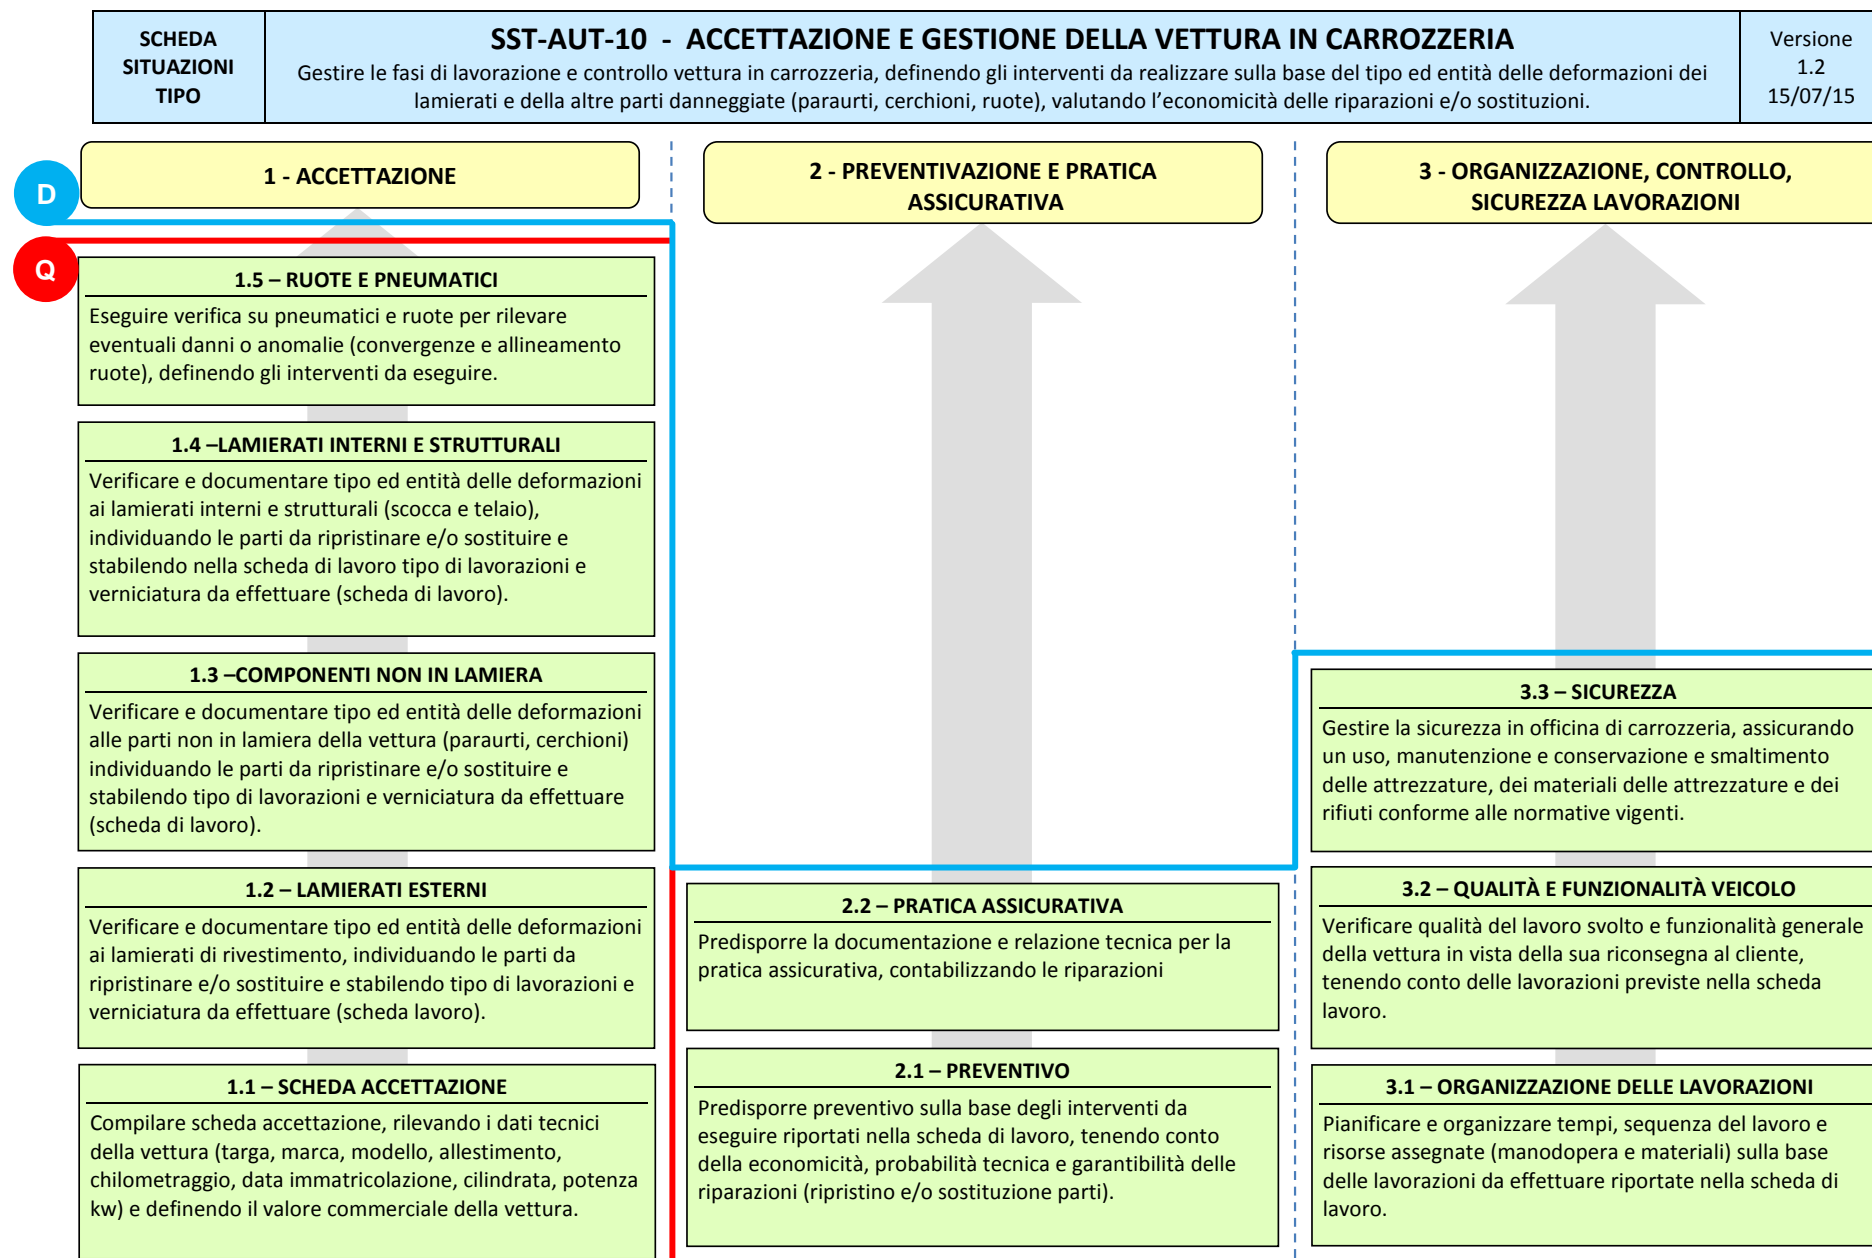 SCHEDA
SITUAZIONI
TIPO
SST-AUT-10 - ACCETTAZIONE E GESTIONE DELLA VETTURA IN CARROZZERIA
Gestire le fasi di lavorazione e controllo vettura in carrozzeria, definendo gli interventi da realizzare sulla base del tipo ed entità delle deformazioni dei
lamierati e della altre parti danneggiate (paraurti, cerchioni, ruote), valutando l'economicità delle riparazioni e/o sostituzioni.
Versione
1.2
15/07/15
D
Q
1 - ACCETTAZIONE
1.5 – RUOTE E PNEUMATICI
Eseguire verifica su pneumatici e ruote per rilevare
eventuali danni o anomalie (convergenze e allineamento
ruote), definendo gli interventi da eseguire.
1.4 –LAMIERATI INTERNI E STRUTTURALI
Verificare e documentare tipo ed entità delle deformazioni
ai lamierati interni e strutturali (scocca e telaio),
individuando le parti da ripristinare e/o sostituire e
stabilendo nella scheda di lavoro tipo di lavorazioni e
verniciatura da effettuare (scheda di lavoro).
1.3 –COMPONENTI NON IN LAMIERA
Verificare e documentare tipo ed entità delle deformazioni
alle parti non in lamiera della vettura (paraurti, cerchioni)
individuando le parti da ripristinare e/o sostituire e
stabilendo tipo di lavorazioni e verniciatura da effettuare
(scheda di lavoro).
1.2 – LAMIERATI ESTERNI
Verificare e documentare tipo ed entità delle deformazioni
ai lamierati di rivestimento, individuando le parti da
ripristinare e/o sostituire e stabilendo tipo di lavorazioni e
verniciatura da effettuare (scheda lavoro).
1.1 – SCHEDA ACCETTAZIONE
Compilare scheda accettazione, rilevando i dati tecnici
della vettura (targa, marca, modello, allestimento,
chilometraggio, data immatricolazione, cilindrata, potenza
kw) e definendo il valore commerciale della vettura.
2 - PREVENTIVAZIONE E PRATICA
ASSICURATIVA
2.2 – PRATICA ASSICURATIVA
Predisporre la documentazione e relazione tecnica per la
pratica assicurativa, contabilizzando le riparazioni
2.1 – PREVENTIVO
Predisporre preventivo sulla base degli interventi da
eseguire riportati nella scheda di lavoro, tenendo conto
della economicità, probabilità tecnica e garantibilità delle
riparazioni (ripristino e/o sostituzione parti).
3 - ORGANIZZAZIONE, CONTROLLO,
SICUREZZA LAVORAZIONI
3.3 – SICUREZZA
Gestire la sicurezza in officina di carrozzeria, assicurando
un uso, manutenzione e conservazione e smaltimento
delle attrezzature, dei materiali delle attrezzature e dei
rifiuti conforme alle normative vigenti.
3.2 – QUALITÀ E FUNZIONALITÀ VEICOLO
Verificare qualità del lavoro svolto e funzionalità generale
della vettura in vista della sua riconsegna al cliente,
tenendo conto delle lavorazioni previste nella scheda
lavoro.
3.1 – ORGANIZZAZIONE DELLE LAVORAZIONI
Pianificare e organizzare tempi, sequenza del lavoro e
risorse assegnate (manodopera e materiali) sulla base
delle lavorazioni da effettuare riportate nella scheda di
lavoro.